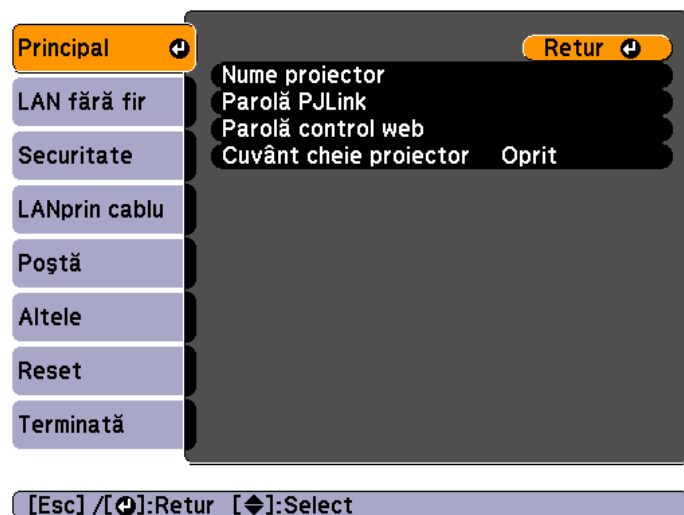 Principal
Retur
Nume proiector
Parolă PJLink
Parolă control web
Cuvânt cheie proiector Oprit
LAN fără fir
Securitate
LANprin cablu
Poştă
Altele
Reset
Terminată
[Esc] /[⏎]:Retur [◆]:Select